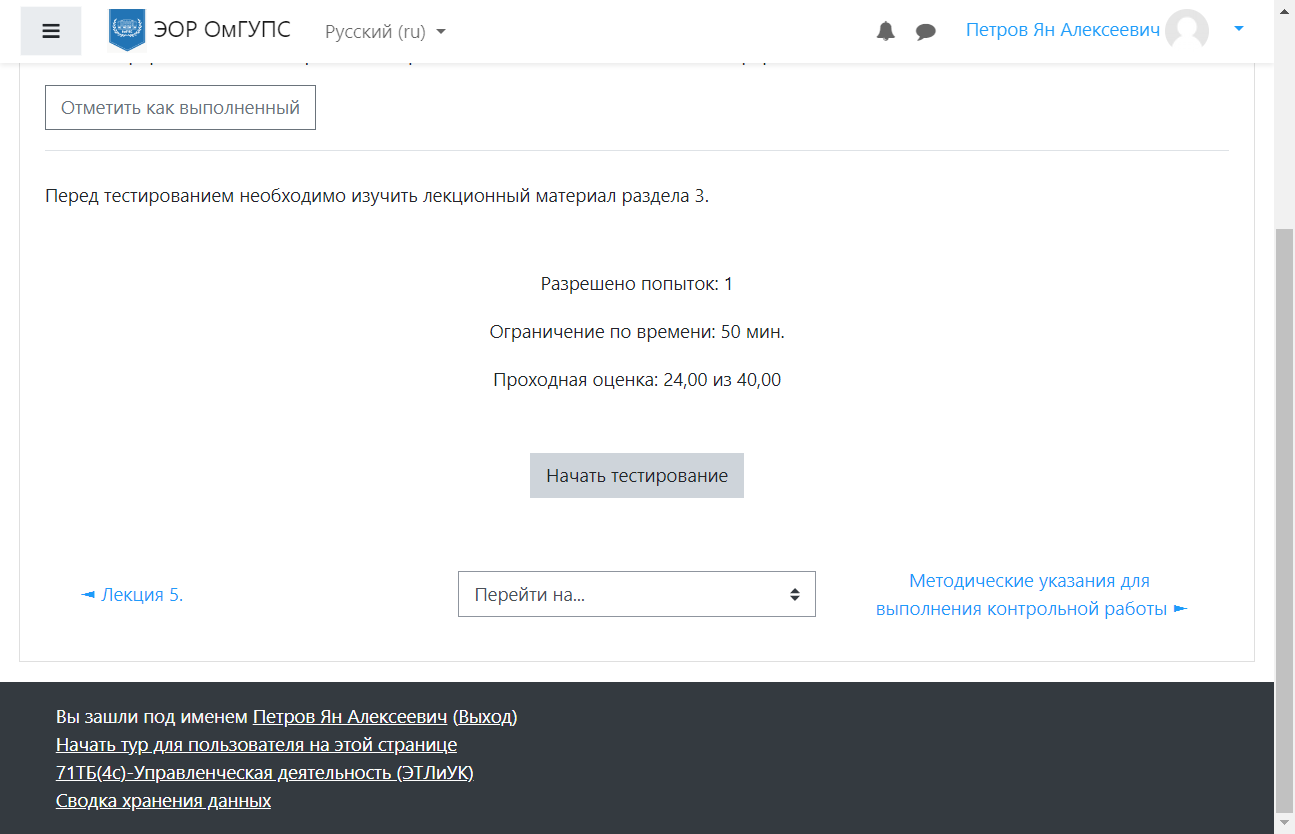 ЭОР ОмГУПС
Русский (ru)
Петров Ян Алексеевич
Отметить как выполненный
Перед тестированием необходимо изучить лекционный материал раздела 3.
Разрешено попыток: 1
Ограничение по времени: 50 мин.
Проходная оценка: 24,00 из 40,00
Начать тестирование
◄ Лекция 5.
Перейти на...
Методические указания для
выполнения контрольной работы ►
Вы зашли под именем Петров Ян Алексеевич (Выход)
Начать тур для пользователя на этой странице
71ТБ(4с)-Управленческая деятельность (ЭТЛиУК)
Сводка хранения данных